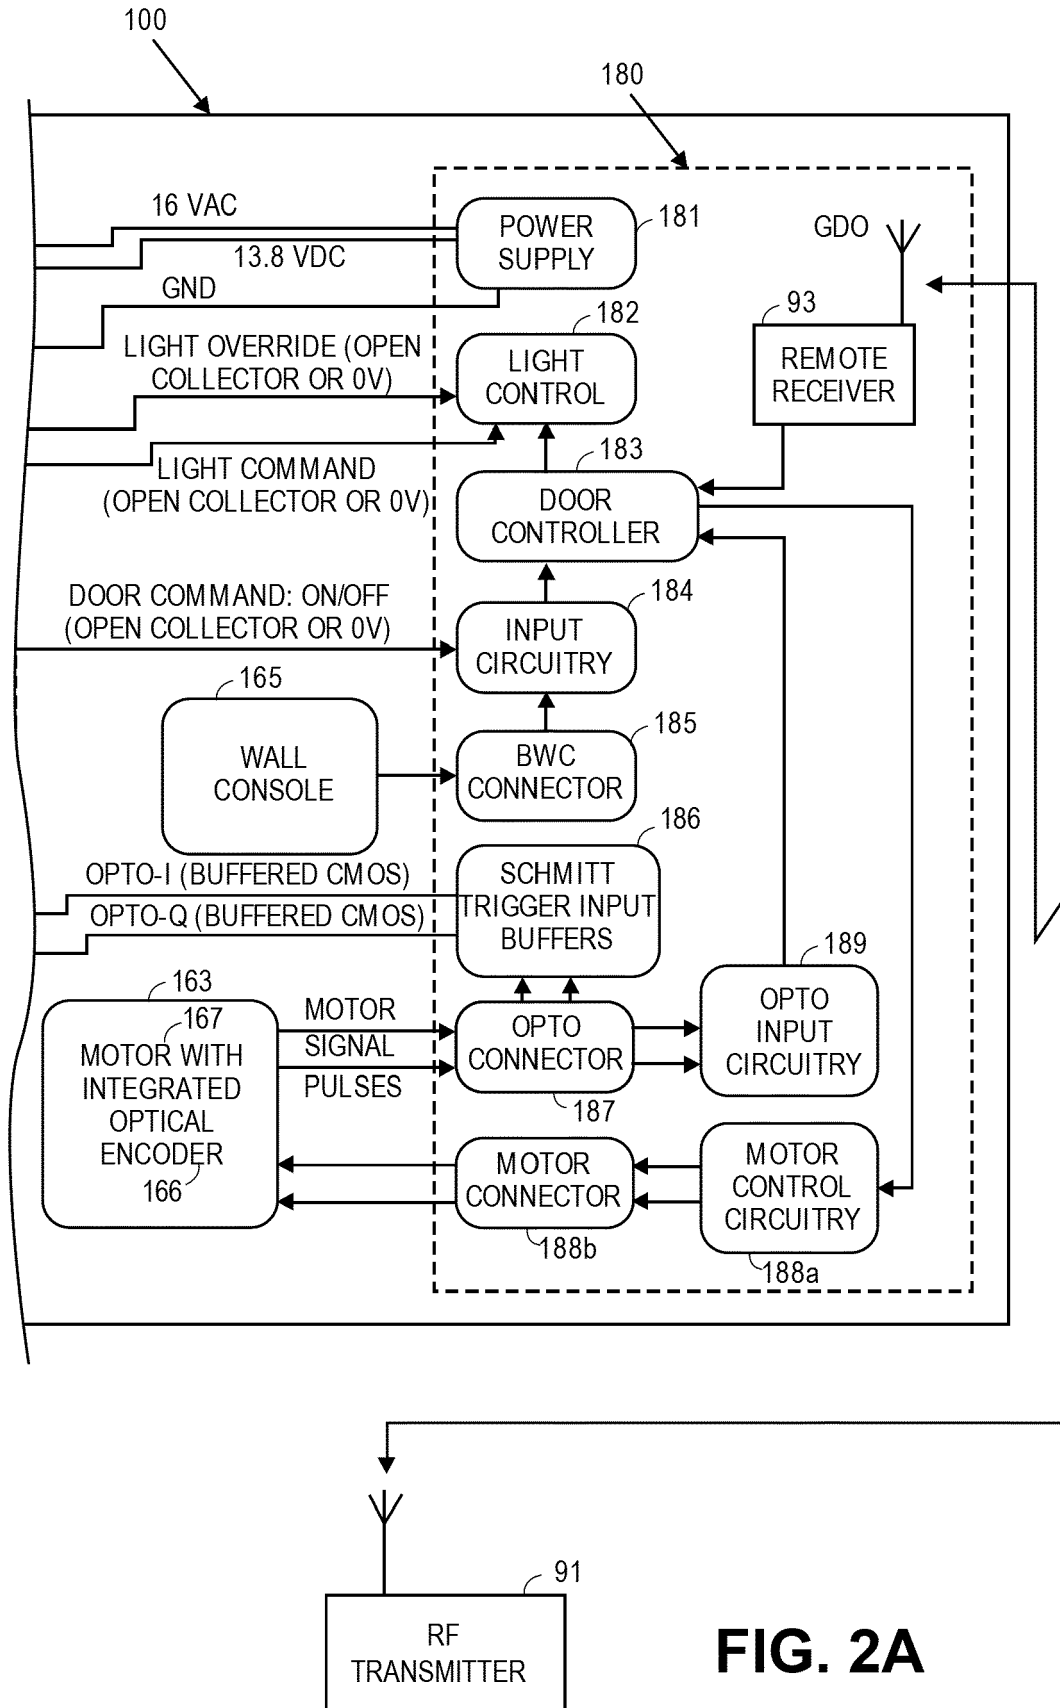 100
180
16 VAC
13.8 VDC
GND
POWER
SUPPLY
181
GDO
93
REMOTE
RECEIVER
182
LIGHT
CONTROL
LIGHT OVERRIDE (OPEN
COLLECTOR OR 0V)
LIGHT COMMAND
(OPEN COLLECTOR OR 0V)
183
DOOR
CONTROLLER
DOOR COMMAND: ON/OFF
(OPEN COLLECTOR OR 0V)
184
INPUT
CIRCUITRY
165
WALL
CONSOLE
185
BWC
CONNECTOR
186
SCHMITT
TRIGGER INPUT
BUFFERS
OPTO-I (BUFFERED CMOS)
OPTO-Q (BUFFERED CMOS)
189
OPTO
INPUT
CIRCUITRY
163
167
MOTOR WITH
INTEGRATED
OPTICAL
ENCODER
166
MOTOR
SIGNAL
PULSES
OPTO
CONNECTOR
187
MOTOR
CONNECTOR
188b
MOTOR
CONTROL
CIRCUITRY
188a
91
RF
TRANSMITTER
FIG. 2A